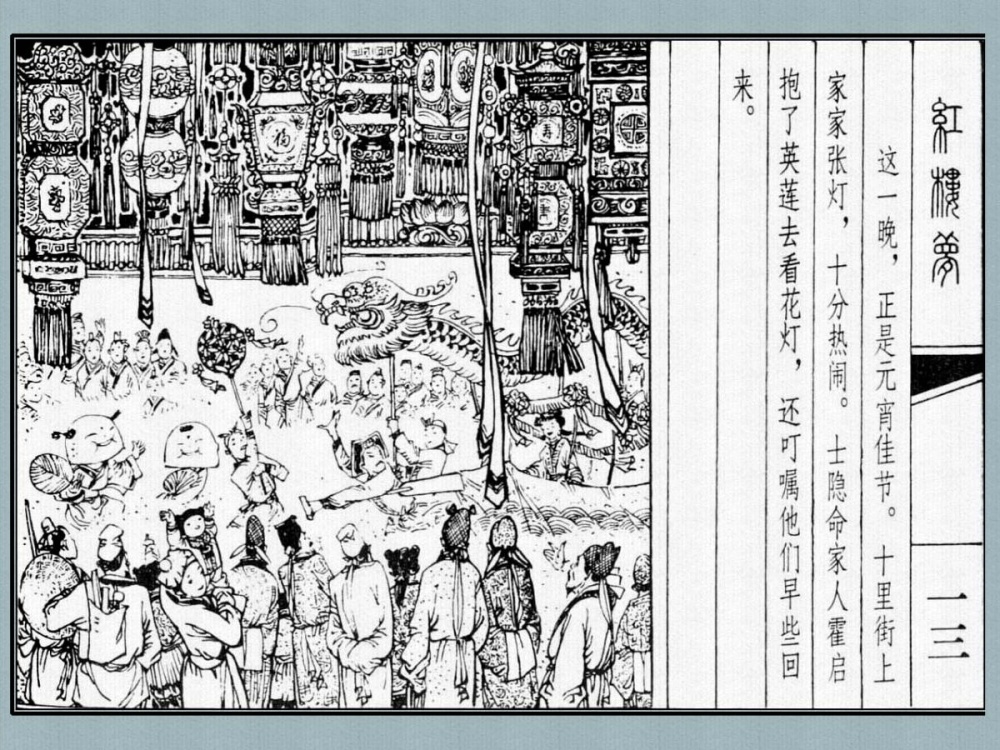 紅樓夢
一三
这一晚，正是元宵佳节。十里街上
家家张灯，十分热闹。士隐命家人霍启
抱了英莲去看花灯，还叮嘱他们早些回
来。
福